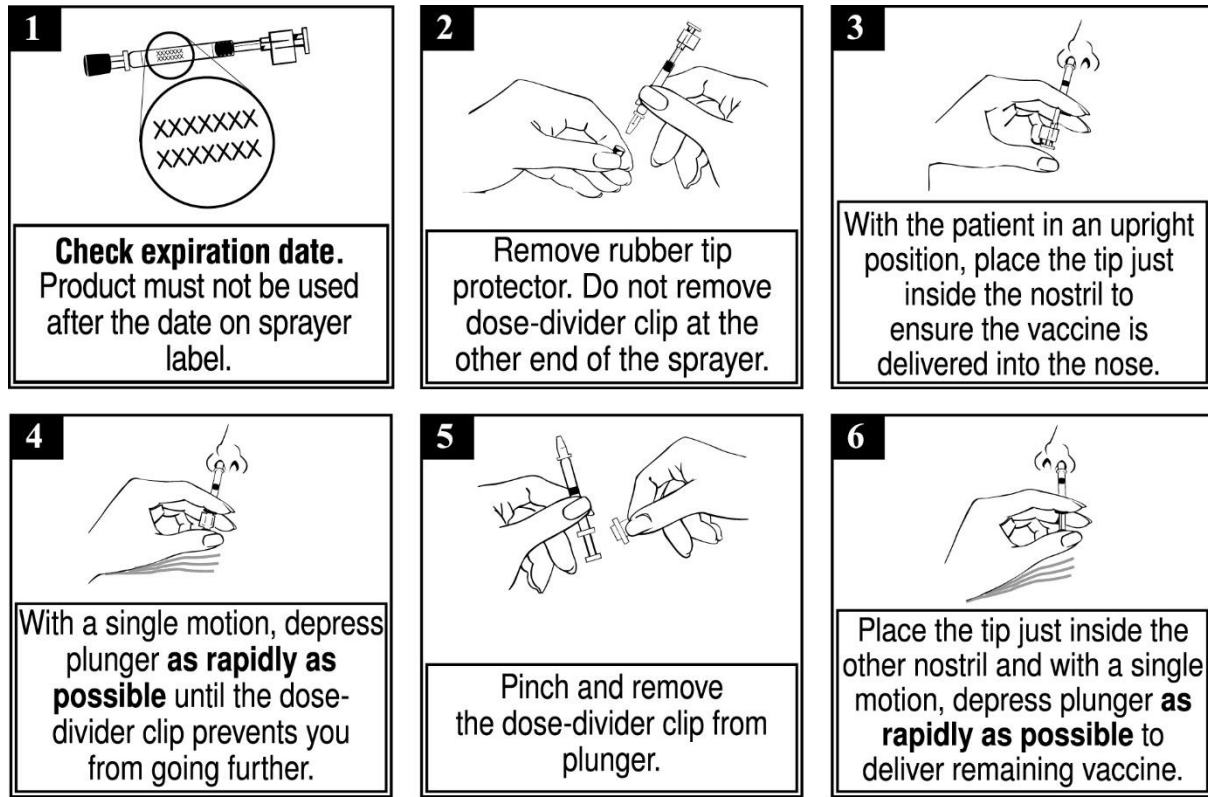 1
XXXXXXX
XXXXXXX
XXXXXXX
XXXXXXX
Check expiration date.
Product must not be used
after the date on sprayer
label.
2
Remove rubber tip
protector. Do not remove
dose-divider clip at the
other end of the sprayer.
3
With the patient in an upright
position, place the tip just
inside the nostril to
ensure the vaccine is
delivered into the nose.
4
With a single motion, depress
plunger as rapidly as
possible until the dose-
divider clip prevents you
from going further.
5
Pinch and remove
the dose-divider clip from
plunger.
6
Place the tip just inside the
other nostril and with a single
motion, depress plunger as
rapidly as possible to
deliver remaining vaccine.